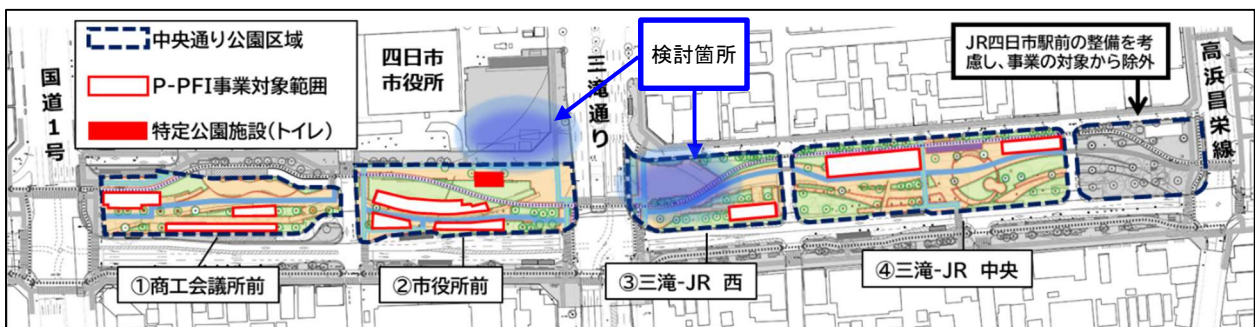 中央通り公園区域
P-PFI事業対象範囲
特定公園施設(トイレ)
国道1号
四日市
市役所
三滝通り
検討箇所
JR四日市駅前の整備を考
慮し、事業の対象から除外
高浜昌栄線
①商工会議所前
②市役所前
③三滝-JR 西
④三滝-JR 中央